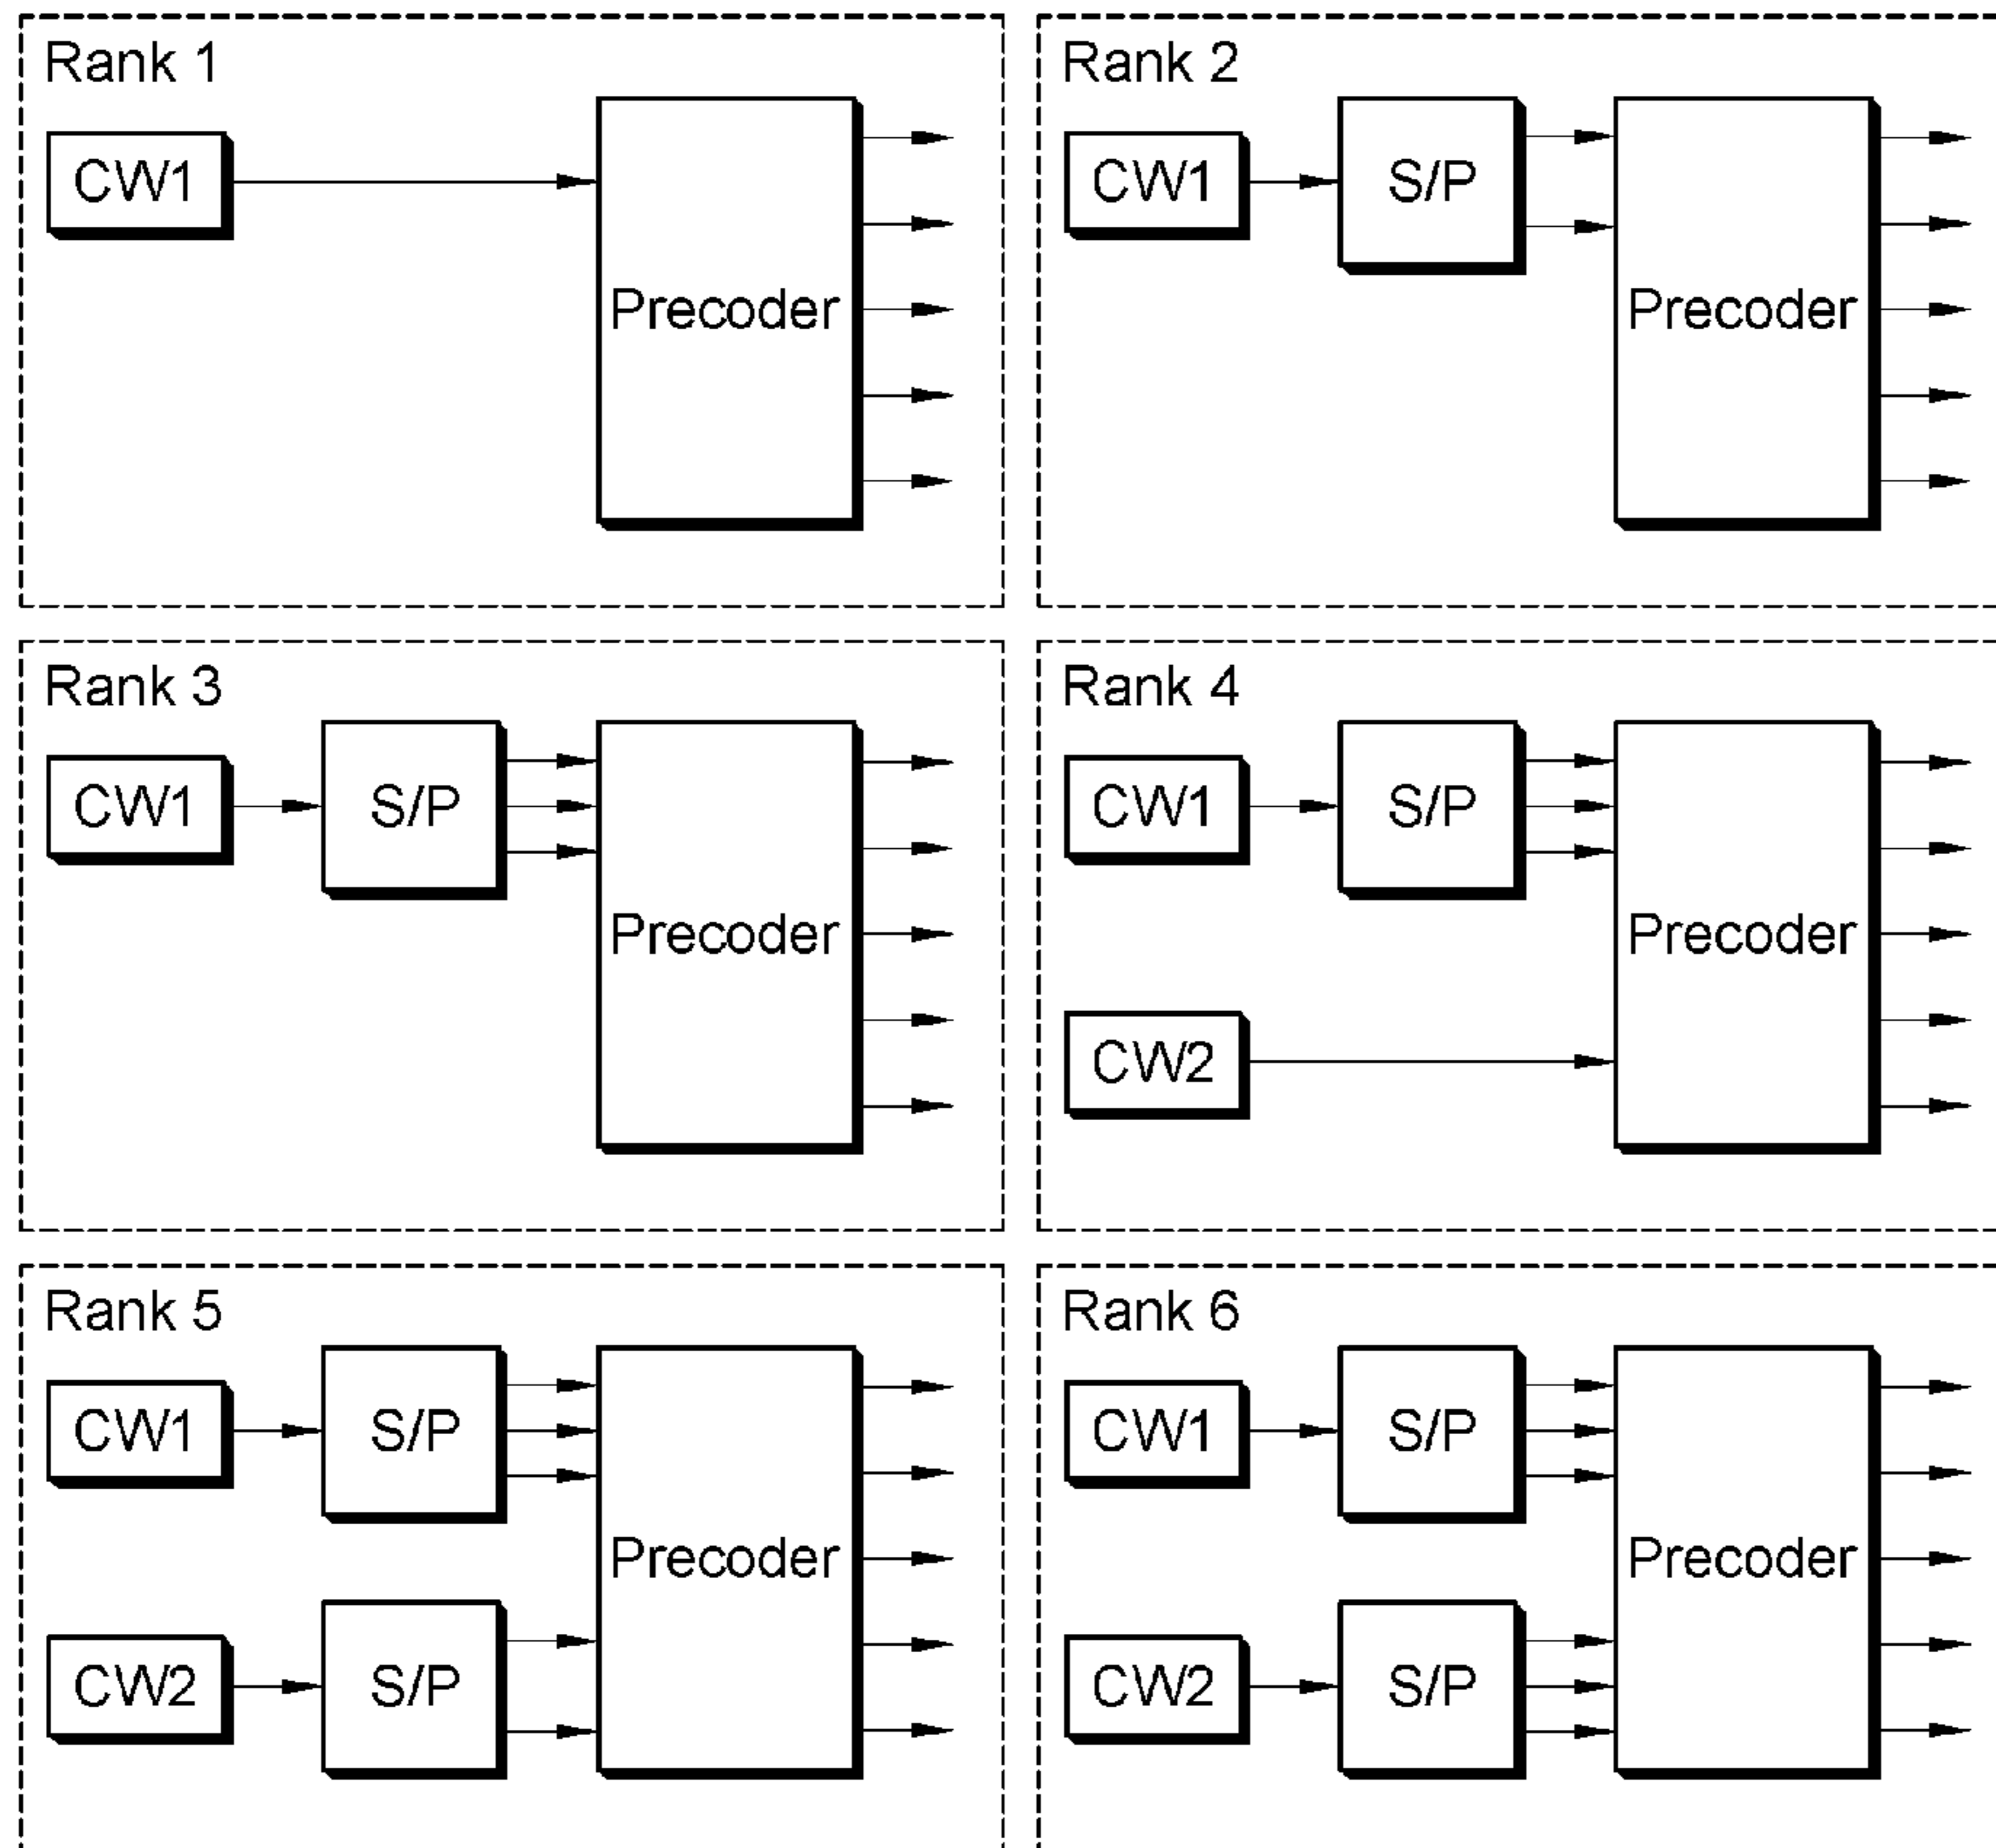 Rank 1
CW1
Precoder
Rank 2
CW1
S/P
Precoder
Rank 3
CW1
S/P
Precoder
Rank 4
CW1
S/P
Precoder
CW2
Rank 5
CW1
S/P
Precoder
CW2
S/P
Rank 6
CW1
S/P
Precoder
CW2
S/P